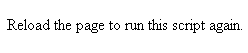 Reload the page to run this script again.